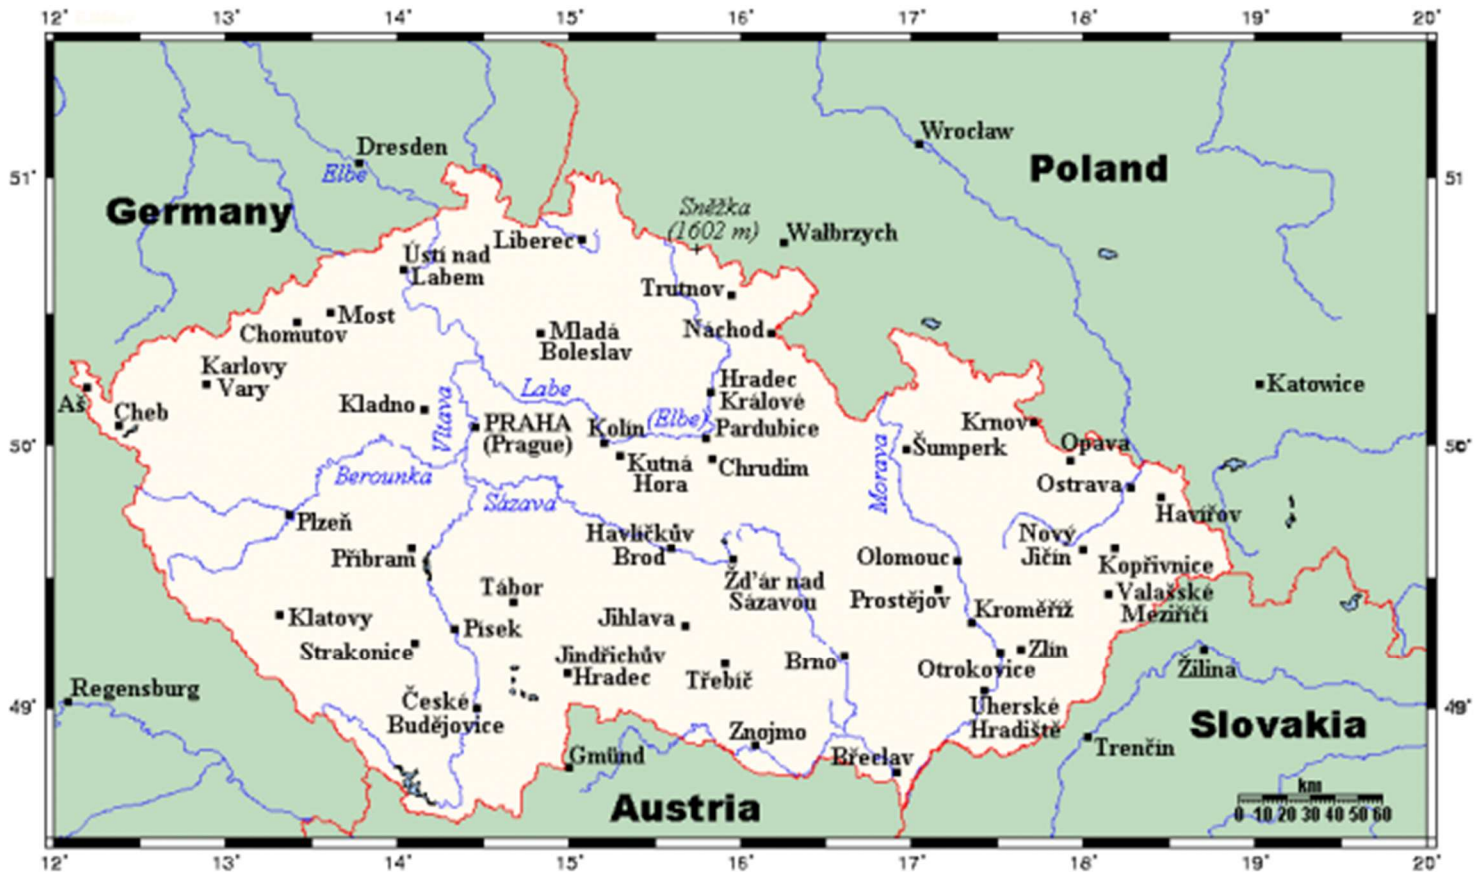 12° 13° 14° 15° 16° 17° 18° 19° 20°
Wrocław
Dresden
Elbe
Poland
51° 51
Germany
Sněžka
(1602 m)
Wałbrzych
Liberec
Ústí nad
Labem
Trutnov
Most
Chomutov
Náchod
Mladá
Boleslav
Karlovy
Vary
Hradec
Králové
Katowice
Labe
Aš
Cheb
Kladno
Vltava
PRAHA
(Prague)
Kolín
(Elbe)
Pardubice
Krnov
Opava
50° 50°
Šumperk
Morava
Berounka
Kutná
Hora
Chrudim
Sázava
Ostrava
Havířov
Plzeň
Havlíčkův
Brod
Nový
Jičín
Příbram
Olomouc
Kopřivnice
Žd'ár nad
Sázavou
Tábor
Prostějov
Valašské
Meziříčí
Kroměříž
Klatovy
Jihlava
Písek
Strakonice
Jindřichův
Hradec
Brno
Zlín
Otrokovice
Třebíč
Žilina
Regensburg
49° 49°
České
Budějovice
Uherské
Hradiště
Slovakia
Znojmo
Trenčín
Břeclav
Gmünd
Austria
km
0 10 20 30 40 50 60
12° 13° 14° 15° 16° 17° 18° 19° 20°